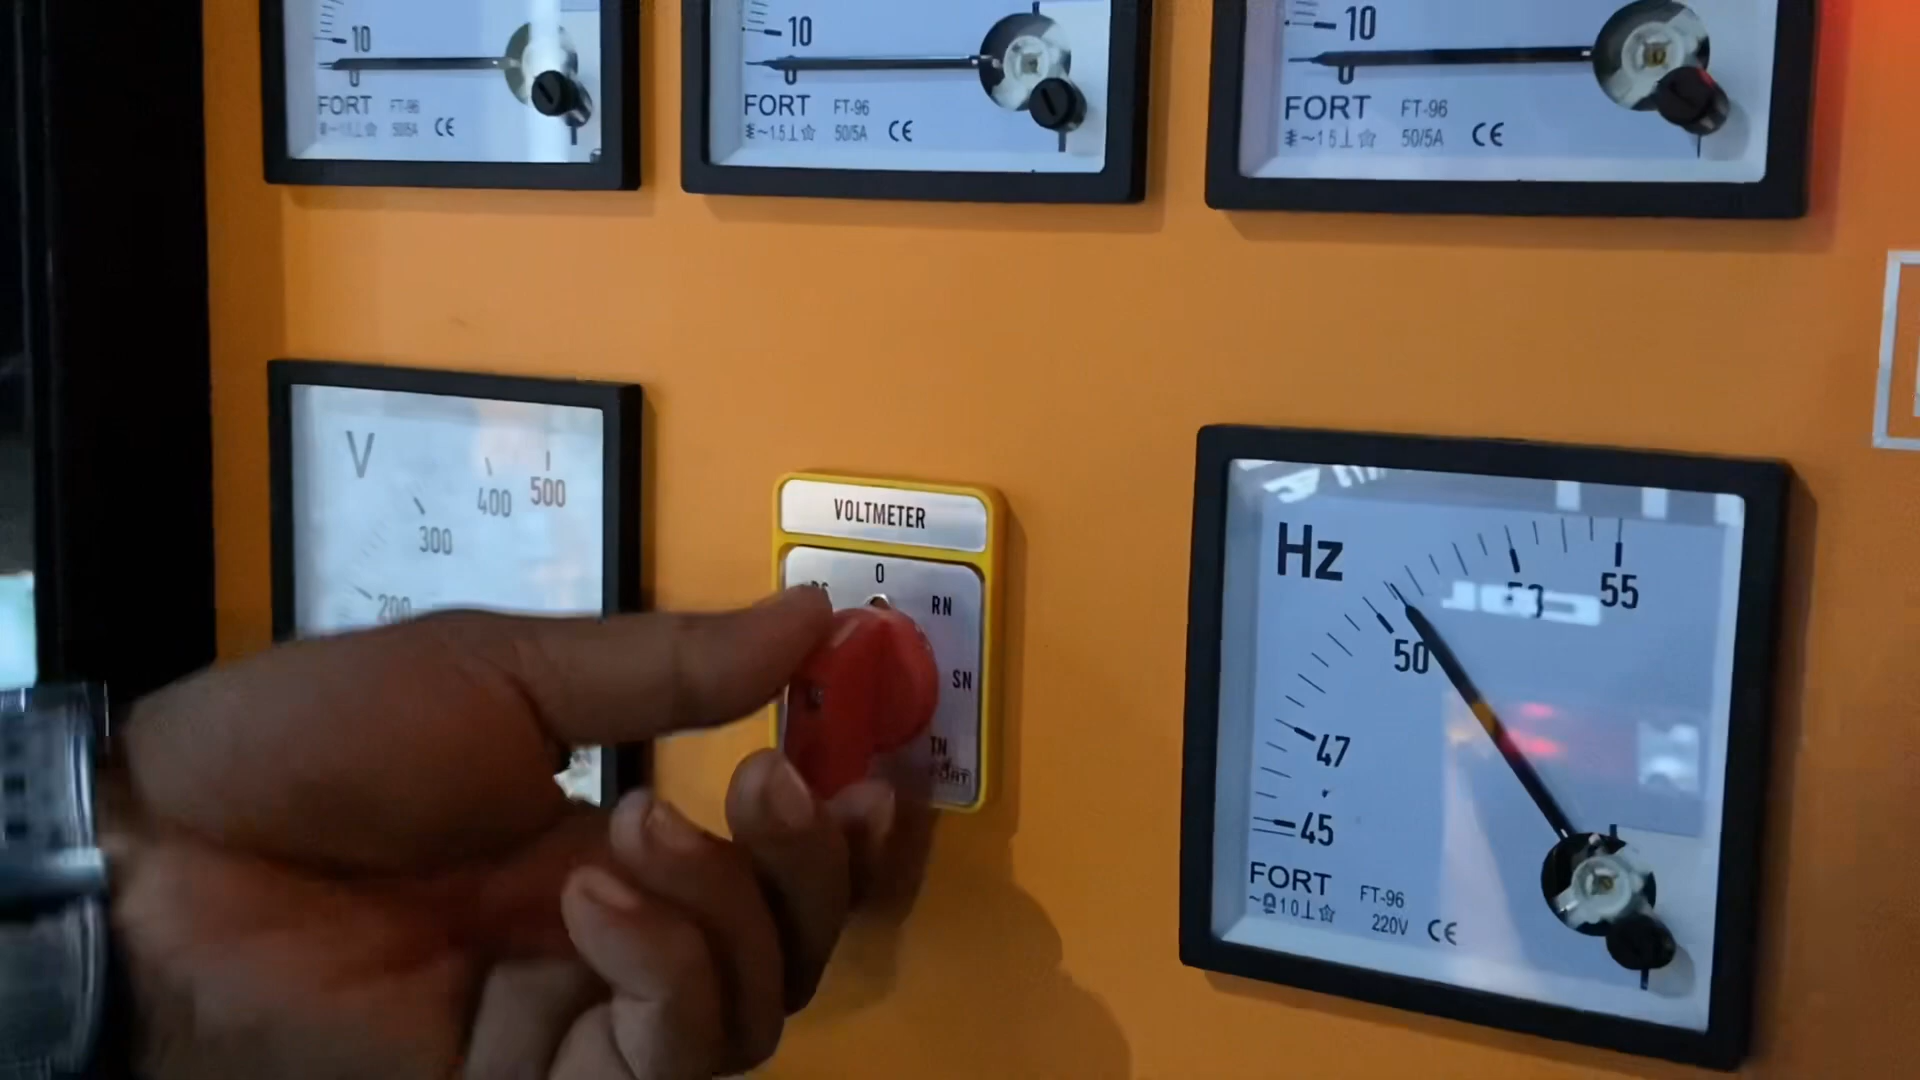 10
0
FORT FT-96
50/5A CE
10
0
FORT FT-96
~1.5 50/5A CE
10
0
FORT FT-96
~1.5 50/5A CE
V
500
400
300
200
VOLTMETER
0
RN
SN
TN
Hz
55
50
47
45
FORT FT-96
220V CE